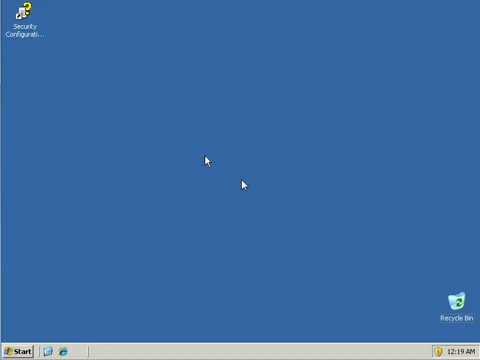 Security
Configurati...
Recycle Bin
Start
12:19 AM